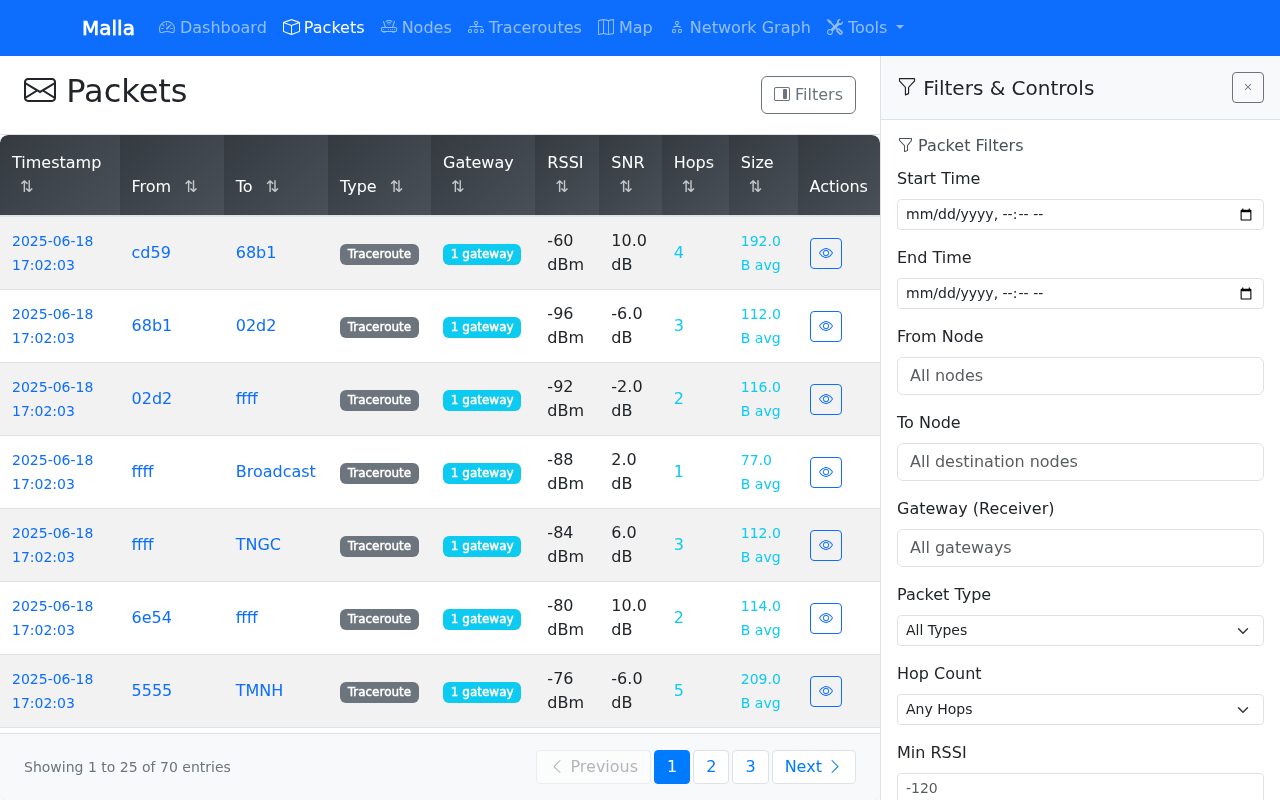 Malla Dashboard Packets Nodes Traceroutes Map Network Graph Tools
Packets
Filters
Timestamp From To Type Gateway RSSI SNR Hops Size Actions
2025-06-18 17:02:03 cd59 68b1 Traceroute 1 gateway -60 dBm 10.0 dB 4 192.0 B avg
2025-06-18 17:02:03 68b1 02d2 Traceroute 1 gateway -96 dBm -6.0 dB 3 112.0 B avg
2025-06-18 17:02:03 02d2 ffff Traceroute 1 gateway -92 dBm -2.0 dB 2 116.0 B avg
2025-06-18 17:02:03 ffff Broadcast Traceroute 1 gateway -88 dBm 2.0 dB 1 77.0 B avg
2025-06-18 17:02:03 ffff TNGC Traceroute 1 gateway -84 dBm 6.0 dB 3 112.0 B avg
2025-06-18 17:02:03 6e54 ffff Traceroute 1 gateway -80 dBm 10.0 dB 2 114.0 B avg
2025-06-18 17:02:03 5555 TMNH Traceroute 1 gateway -76 dBm -6.0 dB 5 209.0 B avg
Showing 1 to 25 of 70 entries
Previous 1 2 3 Next
Filters & Controls
Packet Filters
Start Time
mm/dd/yyyy, --:-- --
End Time
mm/dd/yyyy, --:-- --
From Node
All nodes
To Node
All destination nodes
Gateway (Receiver)
All gateways
Packet Type
All Types
Hop Count
Any Hops
Min RSSI
-120